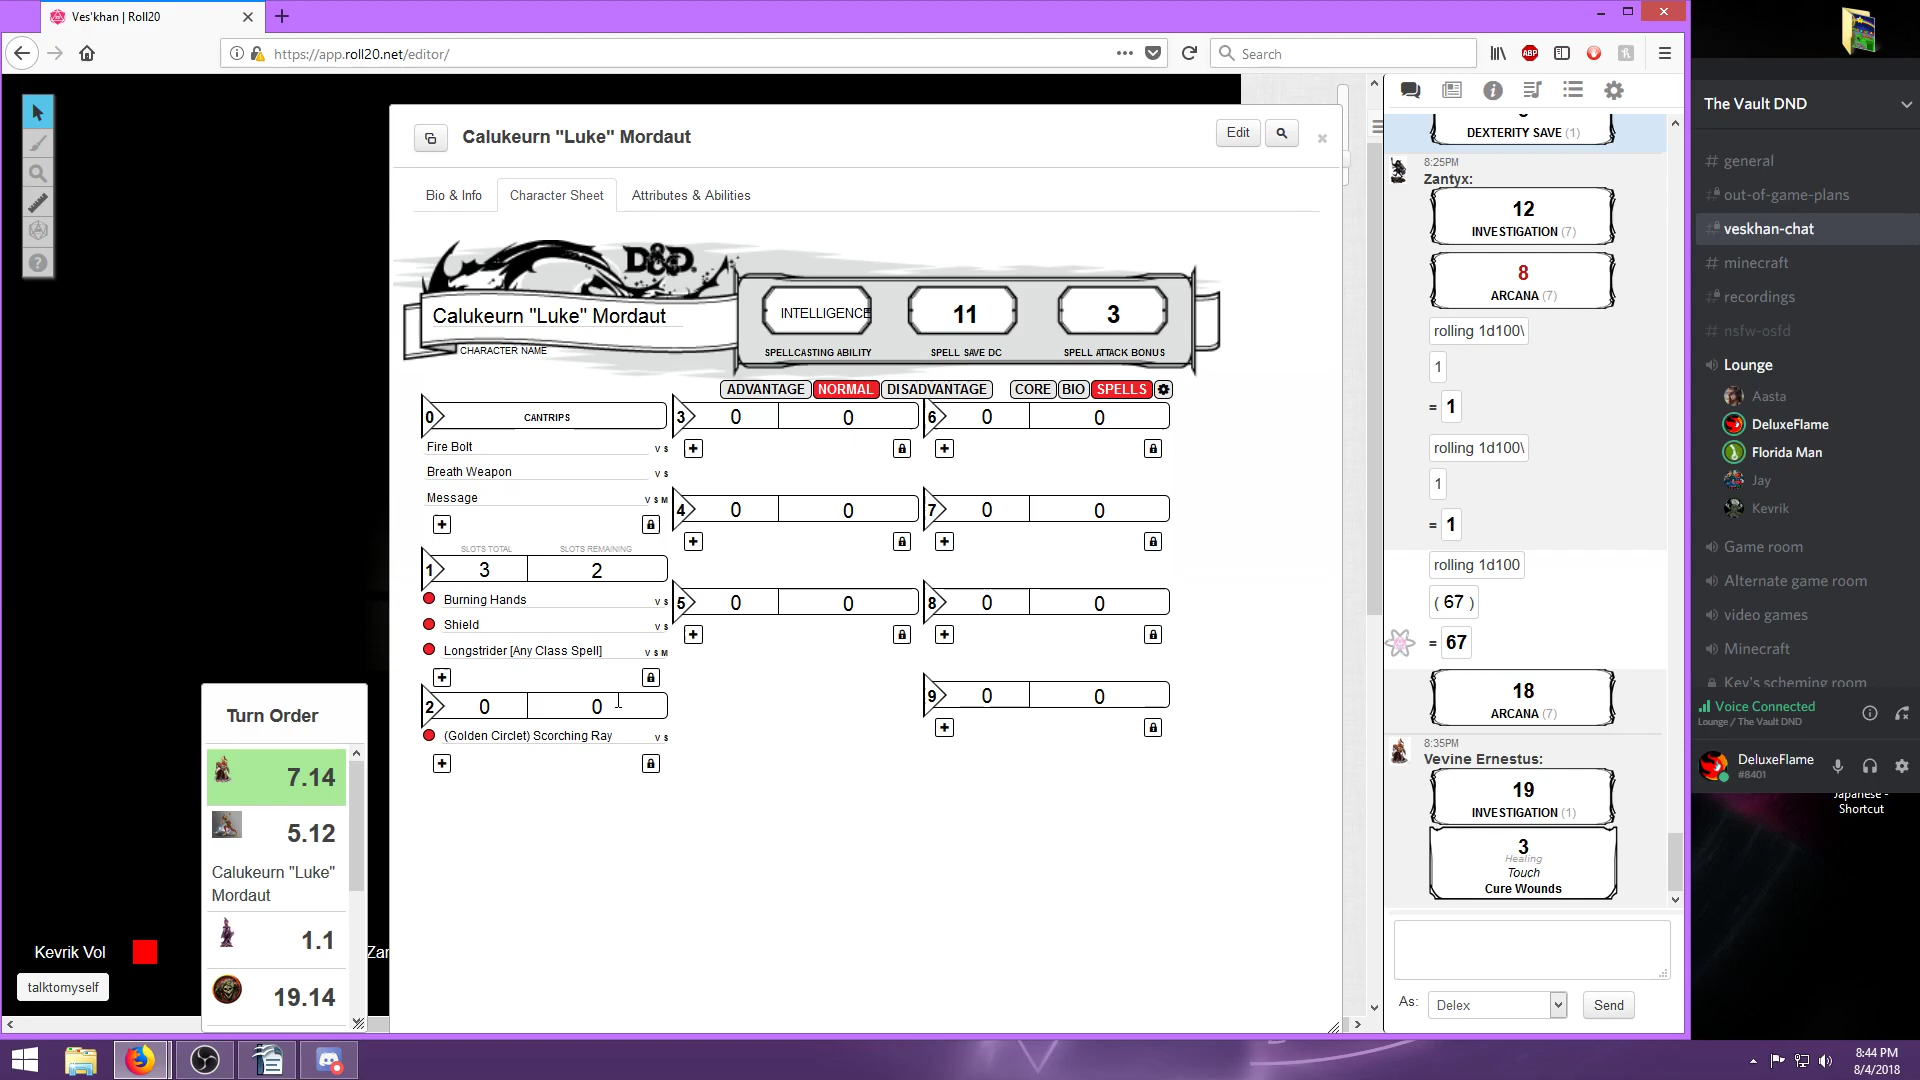 Ves'khan | Roll20
https://app.roll20.net/editor/
Search
ABP
Calukeurn "Luke" Mordaut
Edit
Bio & Info
Character Sheet
Attributes & Abilities
D&D
Calukeurn "Luke" Mordaut
CHARACTER NAME
INTELLIGENCE
11
3
SPELLCASTING ABILITY
SPELL SAVE DC
SPELL ATTACK BONUS
ADVANTAGE
NORMAL
DISADVANTAGE
CORE
BIO
SPELLS
0
CANTRIPS
Fire Bolt
V S
Breath Weapon
V S
Message
V S M
SLOTS TOTAL
SLOTS REMAINING
1
3
2
Burning Hands
V S
Shield
V S
Longstrider [Any Class Spell]
V S M
2
0
0
(Golden Circlet) Scorching Ray
V S
3
0
0
4
0
0
5
0
0
6
0
0
7
0
0
8
0
0
9
0
0
Turn Order
7.14
5.12
Calukeurn "Luke"
Mordaut
1.1
19.14
Kevrik Vol
Zan
talktomyself
DEXTERITY SAVE (1)
8:25PM
Zantyx:
12
INVESTIGATION (7)
8
ARCANA (7)
rolling 1d100\
1
= 1
rolling 1d100\
1
= 1
rolling 1d100
( 67 )
= 67
18
ARCANA (7)
8:35PM
Vevine Ernestus:
19
INVESTIGATION (1)
3
Healing
Touch
Cure Wounds
As:
Delex
Send
The Vault DND
# general
out-of-game-plans
veskhan-chat
# minecraft
recordings
# nsfw-osfd
Lounge
Aasta
DeluxeFlame
Florida Man
Jay
Kevrik
Game room
Alternate game room
video games
Minecraft
Kev's scheming room
Voice Connected
Lounge / The Vault DND
DeluxeFlame
#8401
Japanese -
Shortcut
8:44 PM
8/4/2018